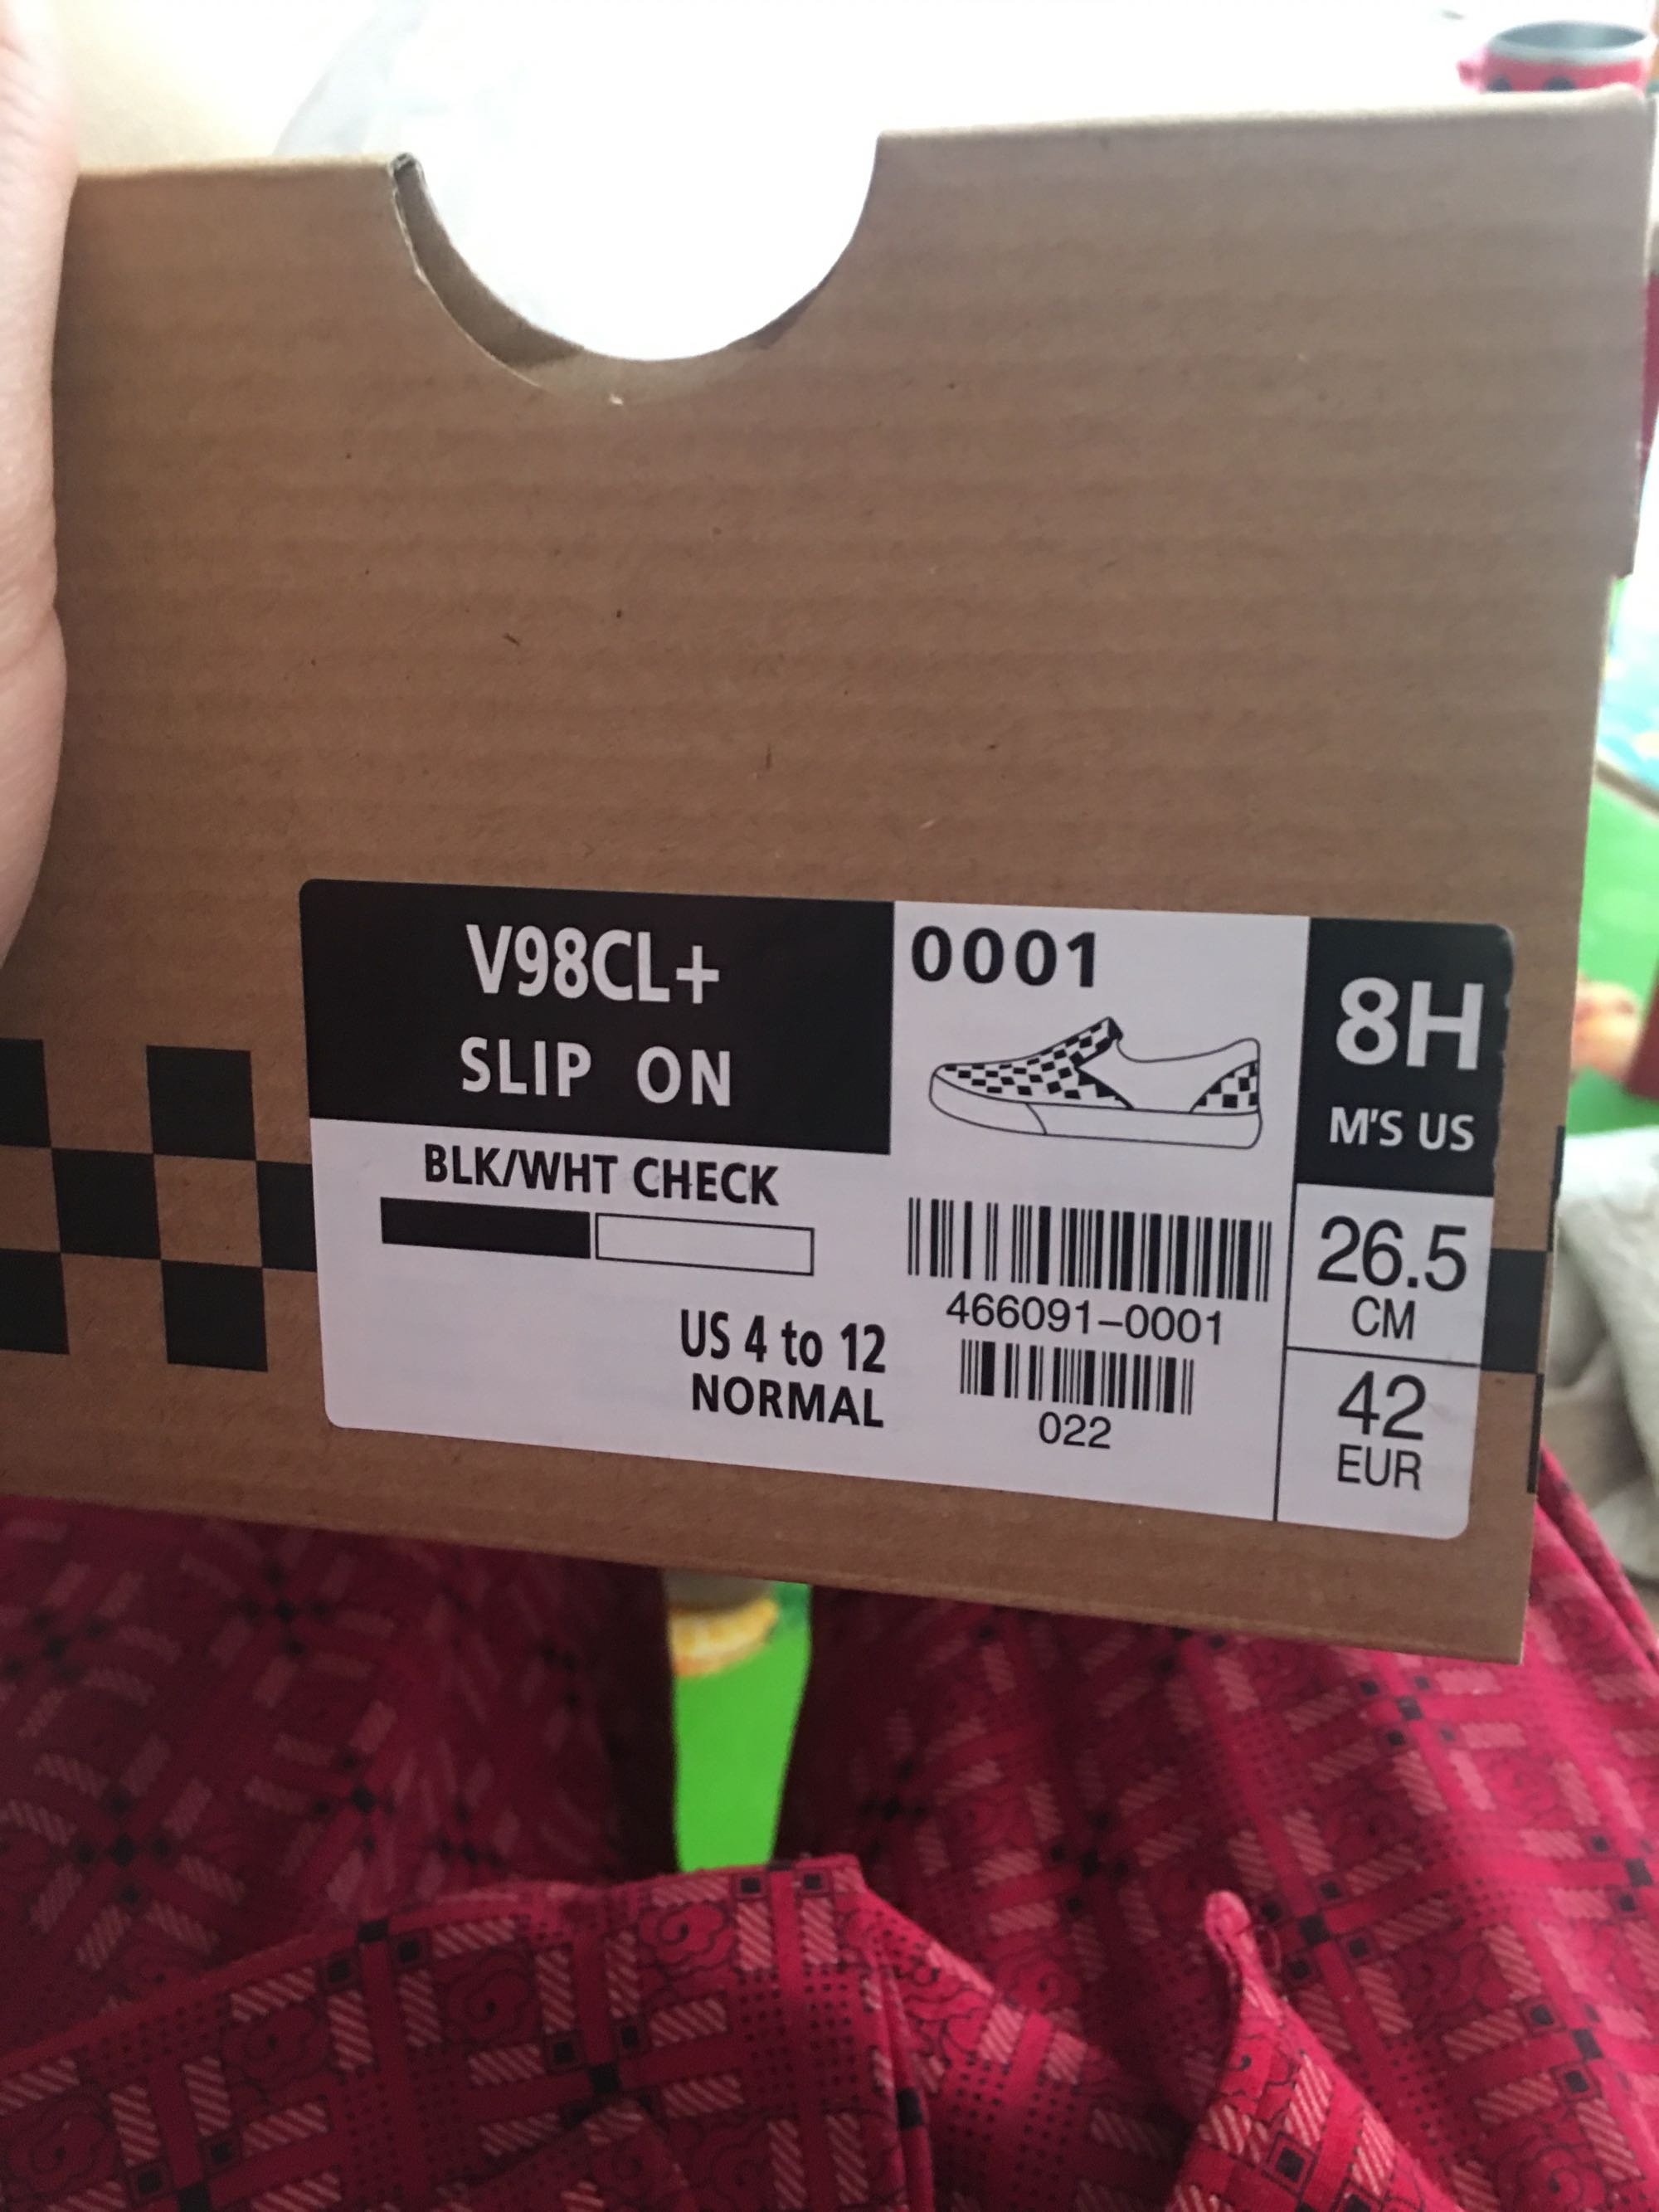 V98CL+
SLIP ON
BLK/WHT CHECK
US 4 to 12
NORMAL
0001
466091-0001
022
8H
M'S US
26.5
CM
42
EUR